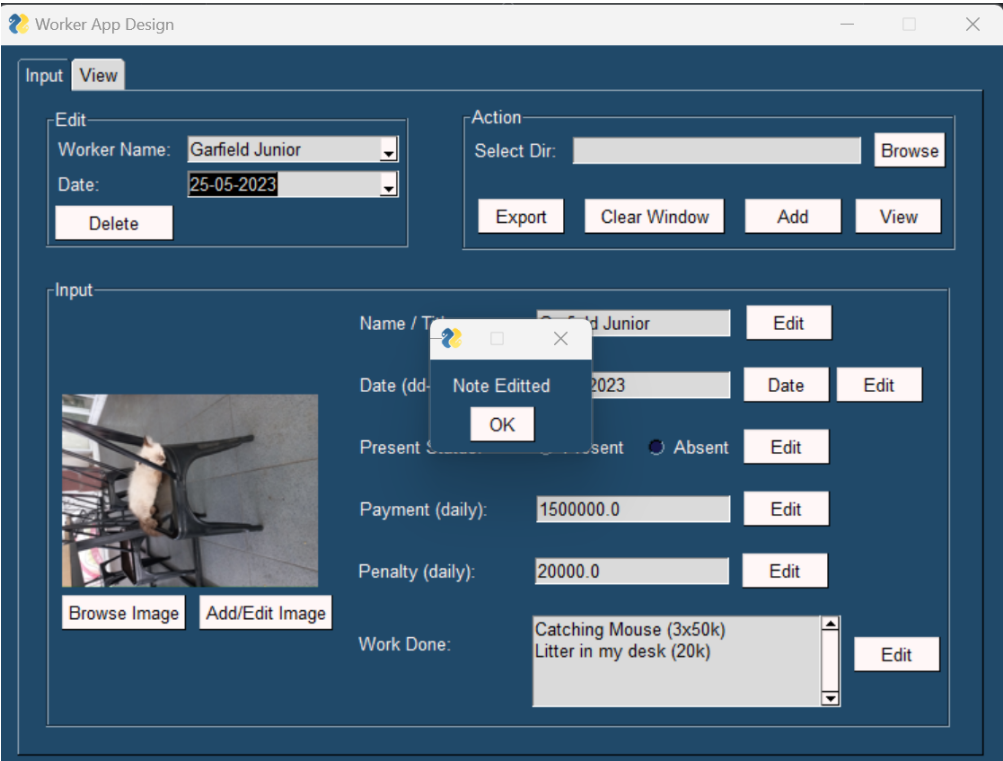 Worker App Design
Input View
Edit
Worker Name: Garfield Junior
Date: 25-05-2023
Delete
Action
Select Dir: Browse
Export Clear Window Add View
Input
Name / Junior Edit
Date Date Edit
Present Absent Edit
Payment (daily): 1500000.0 Edit
Penalty (daily): 20000.0 Edit
Work Done: Catching Mouse (3x50k)
Litter in my desk (20k)
Edit
Browse Image Add/Edit Image
Note Editted
OK